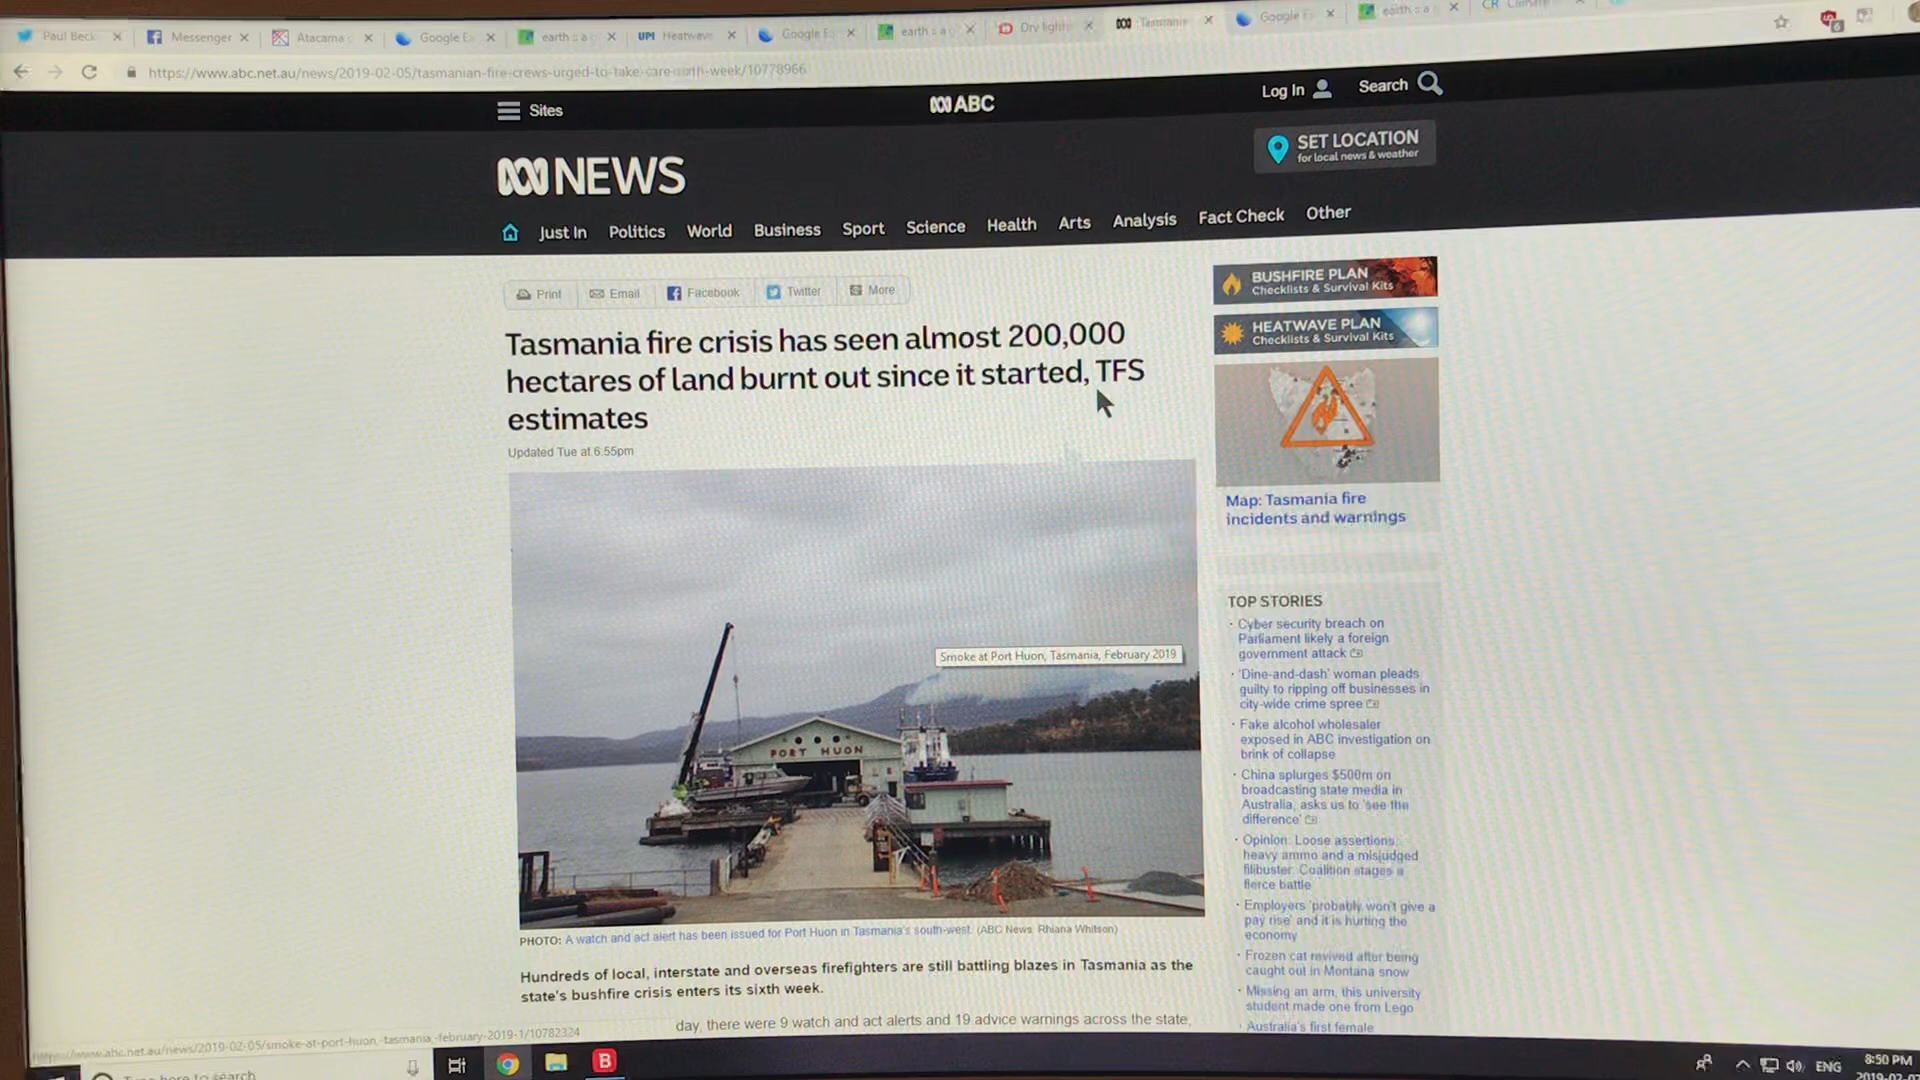 Paul Beck
Messenger
Atacama
Google Ea
earth :: a g
UPI Heatwave
Google Ea
earth :: a g
Dry lightn
Tasmania
Google Ea
earth :: a g
https://www.abc.net.au/news/2019-02-05/tasmanian-fire-crews-urged-to-take-care-sixth-week/10778966
Sites
ABC
Log In
Search
SET LOCATION
for local news & weather
NEWS
Just In Politics World Business Sport Science Health Arts Analysis Fact Check Other
Print Email Facebook Twitter More
Tasmania fire crisis has seen almost 200,000
hectares of land burnt out since it started, TFS
estimates
Updated Tue at 6:55pm
Smoke at Port Huon, Tasmania, February 2019
PORT HUON
PHOTO: A watch and act alert has been issued for Port Huon in Tasmania's south-west. (ABC News: Rhiana Whitson)
Hundreds of local, interstate and overseas firefighters are still battling blazes in Tasmania as the
state's bushfire crisis enters its sixth week.
day, there were 9 watch and act alerts and 19 advice warnings across the state,
BUSHFIRE PLAN
Checklists & Survival Kits
HEATWAVE PLAN
Checklists & Survival Kits
Map: Tasmania fire
incidents and warnings
TOP STORIES
Cyber security breach on
Parliament likely a foreign
government attack
'Dine-and-dash' woman pleads
guilty to ripping off businesses in
city-wide crime spree
Fake alcohol wholesaler
exposed in ABC investigation on
brink of collapse
China splurges $500m on
broadcasting state media in
Australia, asks us to 'see the
difference'
Opinion: Loose assertions,
heavy ammo and a misjudged
filibuster: Coalition stages a
fierce battle
Employers 'probably won't give a
pay rise' and it is hurting the
economy
Frozen cat revived after being
caught out in Montana snow
Missing an arm, this university
student made one from Lego
Australia's first female
https://www.abc.net.au/news/2019-02-05/smoke-at-port-huon,-tasmania,-february-2019-1/10782324
Type here to search
B
ENG
8:50 PM